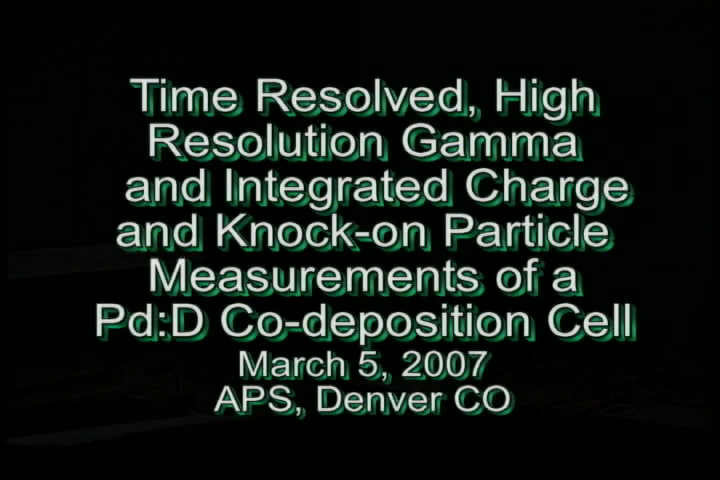 Time Resolved, High
Resolution Gamma
and Integrated Charge
and Knock-on Particle
Measurements of a
Pd:D Co-deposition Cell
March 5, 2007
APS, Denver CO